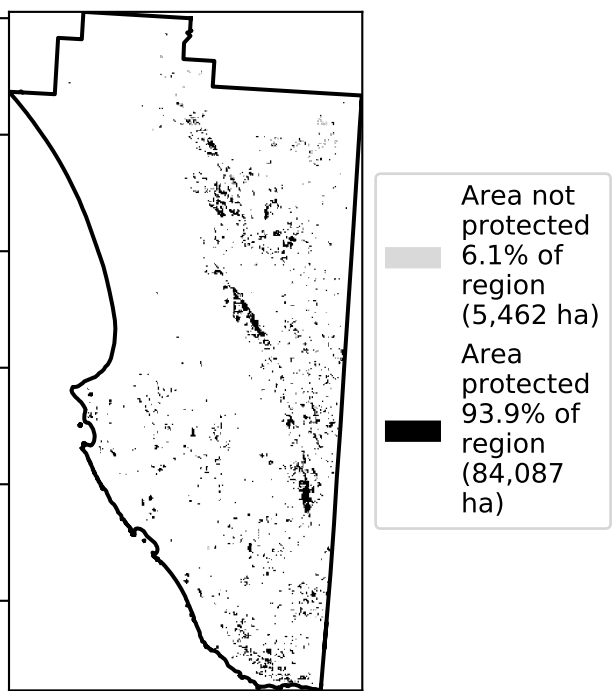 Area not
protected
6.1% of
region
(5,462 ha)
Area
protected
93.9% of
region
(84,087
ha)